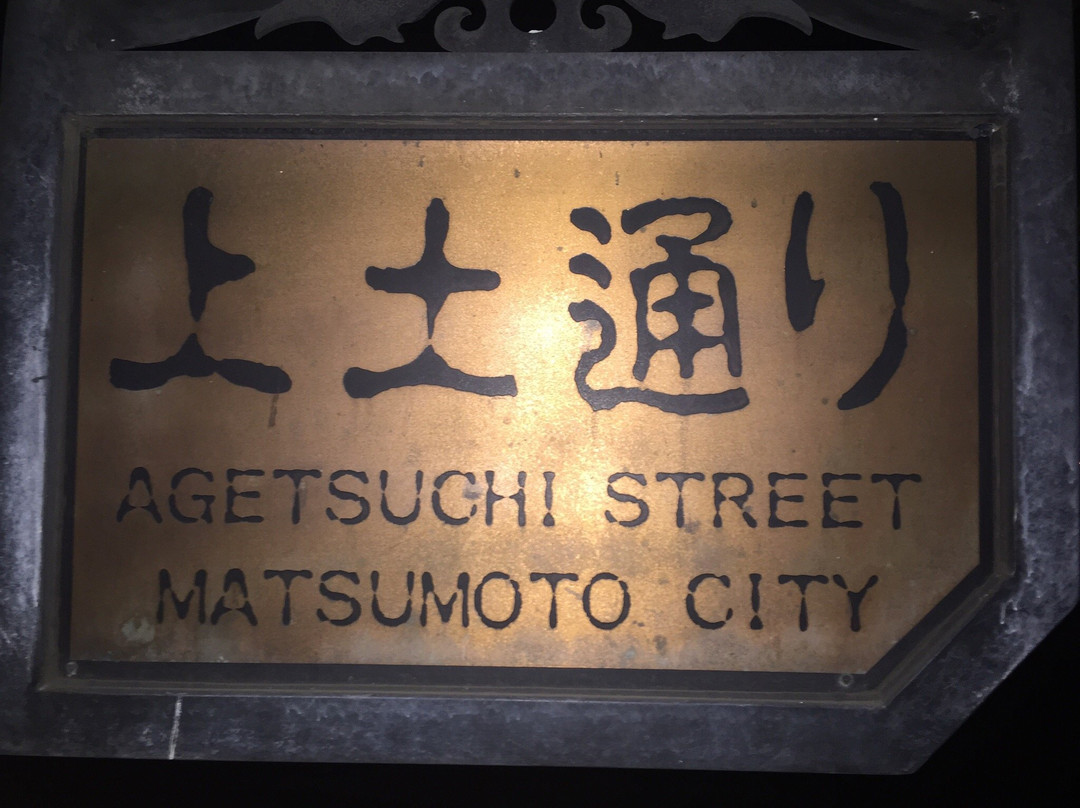 上土通り
AGETSUCHI STREET
MATSUMOTO CITY